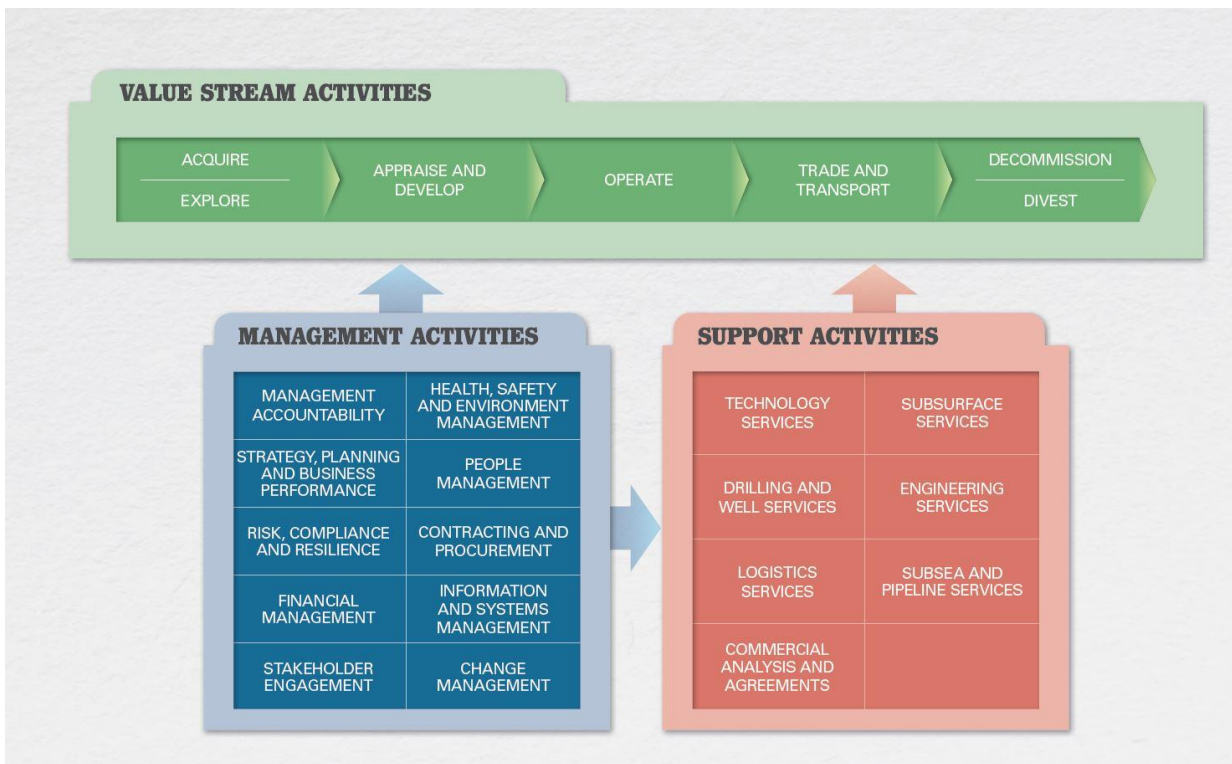 VALUE STREAM ACTIVITIES
ACQUIRE
EXPLORE
APPRAISE AND
DEVELOP
OPERATE
TRADE AND
TRANSPORT
DECOMMISSION
DIVEST
MANAGEMENT ACTIVITIES
MANAGEMENT
ACCOUNTABILITY
HEALTH, SAFETY
AND ENVIRONMENT
MANAGEMENT
STRATEGY, PLANNING
AND BUSINESS
PERFORMANCE
PEOPLE
MANAGEMENT
RISK, COMPLIANCE
AND RESILIENCE
CONTRACTING AND
PROCUREMENT
FINANCIAL
MANAGEMENT
INFORMATION
AND SYSTEMS
MANAGEMENT
STAKEHOLDER
ENGAGEMENT
CHANGE
MANAGEMENT
SUPPORT ACTIVITIES
TECHNOLOGY
SERVICES
SUBSURFACE
SERVICES
DRILLING AND
WELL SERVICES
ENGINEERING
SERVICES
LOGISTICS
SERVICES
SUBSEA AND
PIPELINE SERVICES
COMMERCIAL
ANALYSIS AND
AGREEMENTS